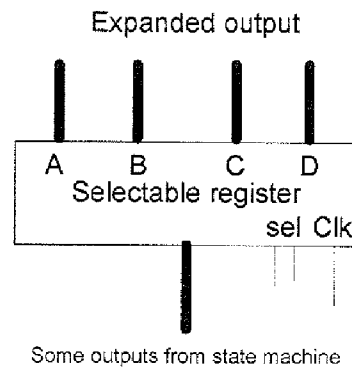 Expanded output
A B C D
Selectable register
sel Clk
Some outputs from state machine